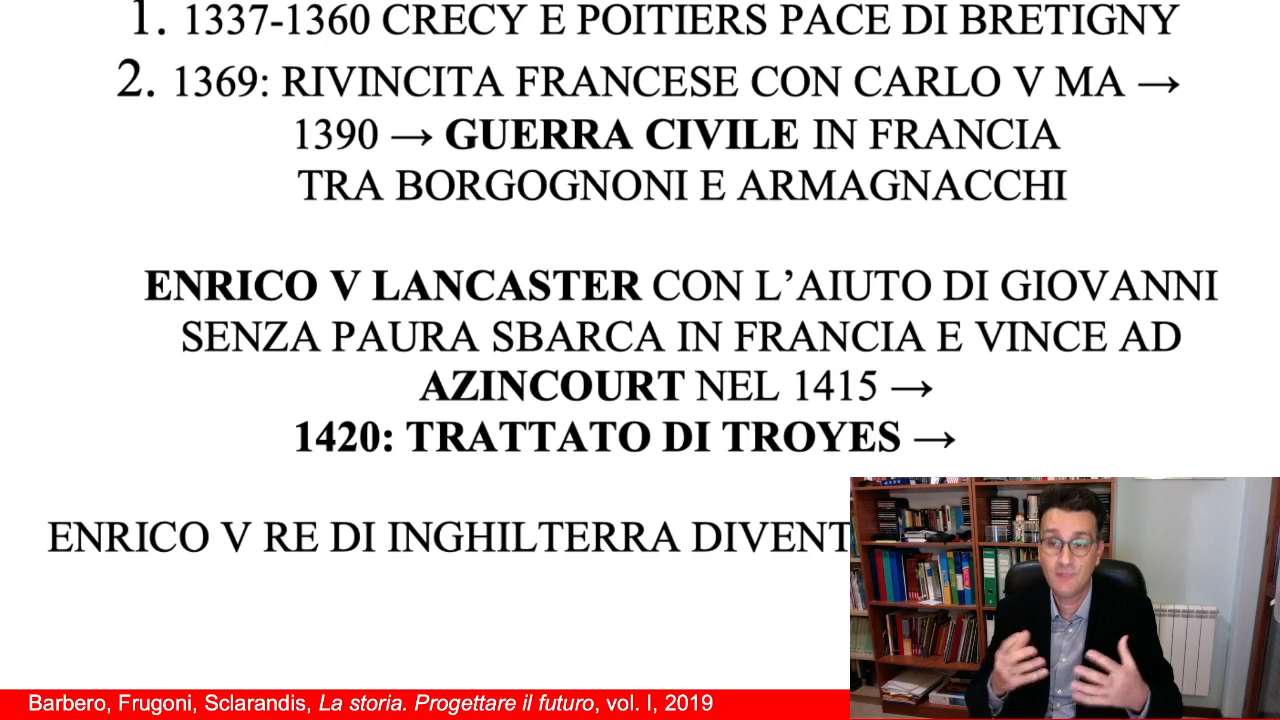 1. 1337-1360 CRECY E POITIERS PACE DI BRETIGNY
2. 1369: RIVINCITA FRANCESE CON CARLO V MA →
1390 → GUERRA CIVILE IN FRANCIA
TRA BORGOGNONI E ARMAGNACCHI
ENRICO V LANCASTER CON L’AIUTO DI GIOVANNI
SENZA PAURA SBARCA IN FRANCIA E VINCE AD
AZINCOURT NEL 1415 →
1420: TRATTATO DI TROYES →
ENRICO V RE DI INGHILTERRA DIVENT
Barbero, Frugoni, Sclarandis, La storia. Progettare il futuro, vol. I, 2019